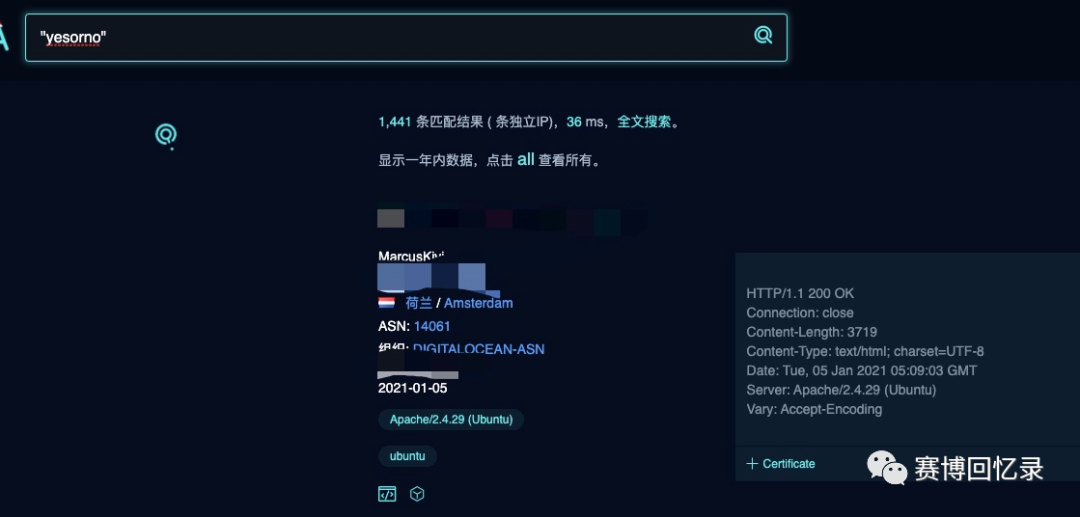 "yesorno"
1,441 条匹配结果 ( 条独立IP)，36 ms，全文搜索。
显示一年内数据，点击 all 查看所有。
MarcusKivi
荷兰 / Amsterdam
ASN: 14061
组织: DIGITALOCEAN-ASN
2021-01-05
Apache/2.4.29 (Ubuntu)
ubuntu
HTTP/1.1 200 OK
Connection: close
Content-Length: 3719
Content-Type: text/html; charset=UTF-8
Date: Tue, 05 Jan 2021 05:09:03 GMT
Server: Apache/2.4.29 (Ubuntu)
Vary: Accept-Encoding
+ Certificate
赛博回忆录